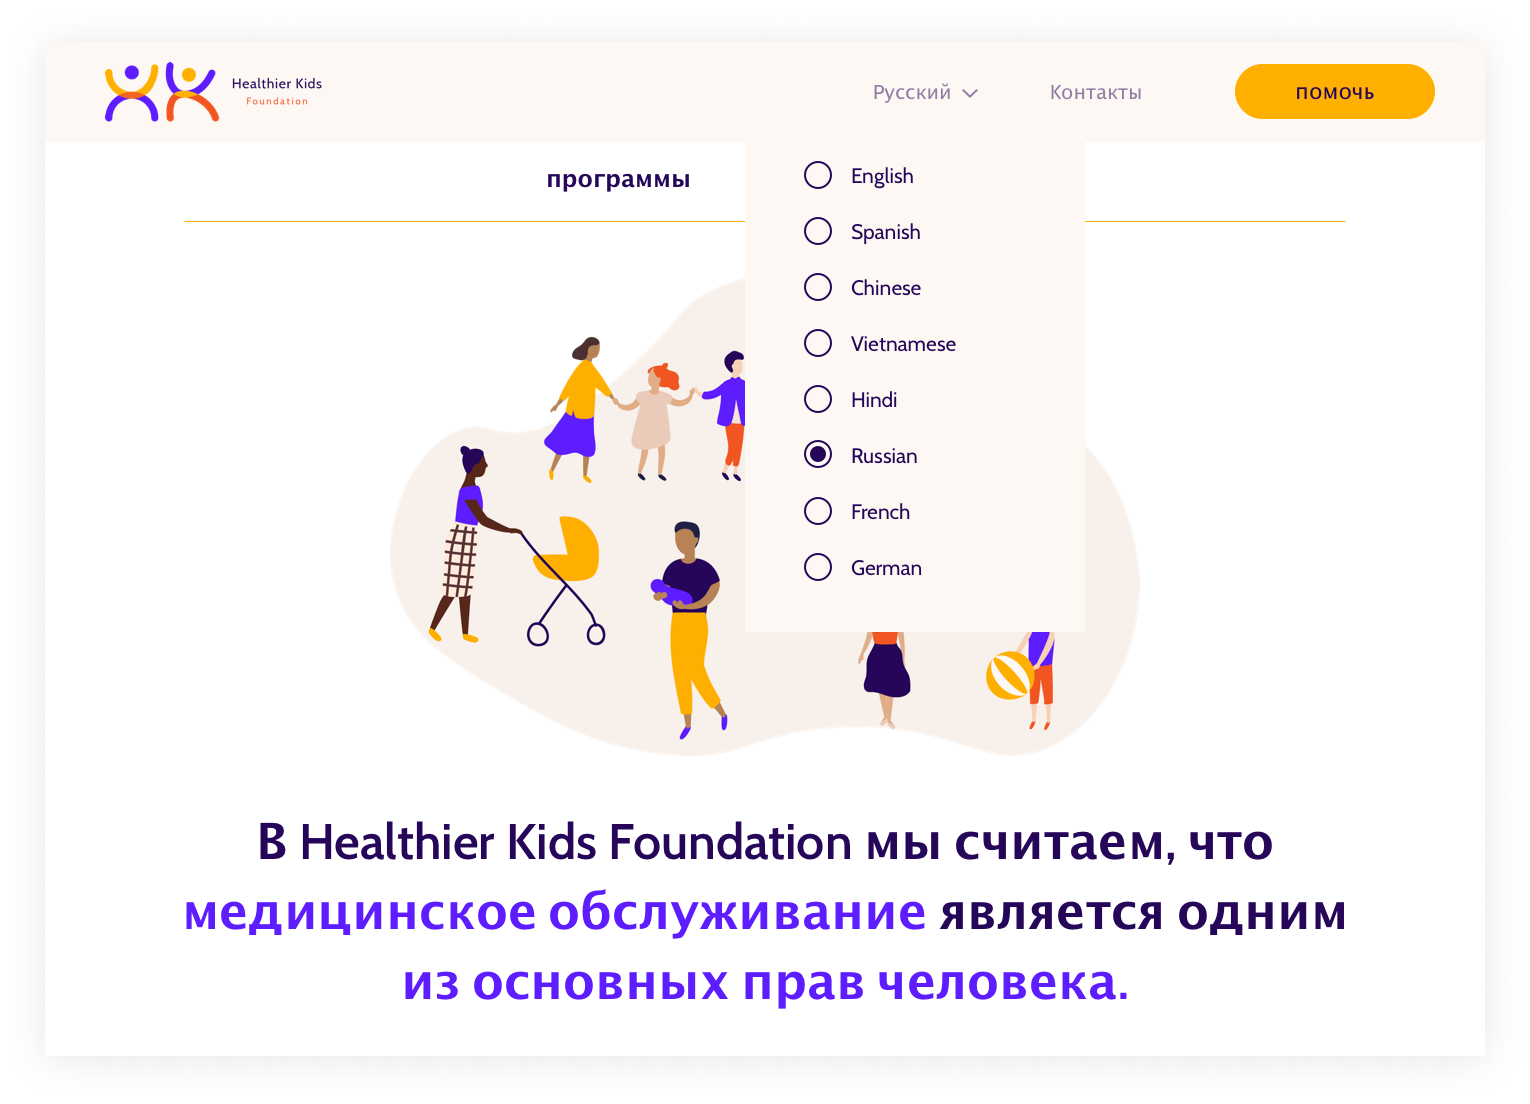 Healthier Kids
Foundation
Русский
Контакты
помочь
программы
English
Spanish
Chinese
Vietnamese
Hindi
Russian
French
German
В Healthier Kids Foundation мы считаем, что
медицинское обслуживание является одним
из основных прав человека.